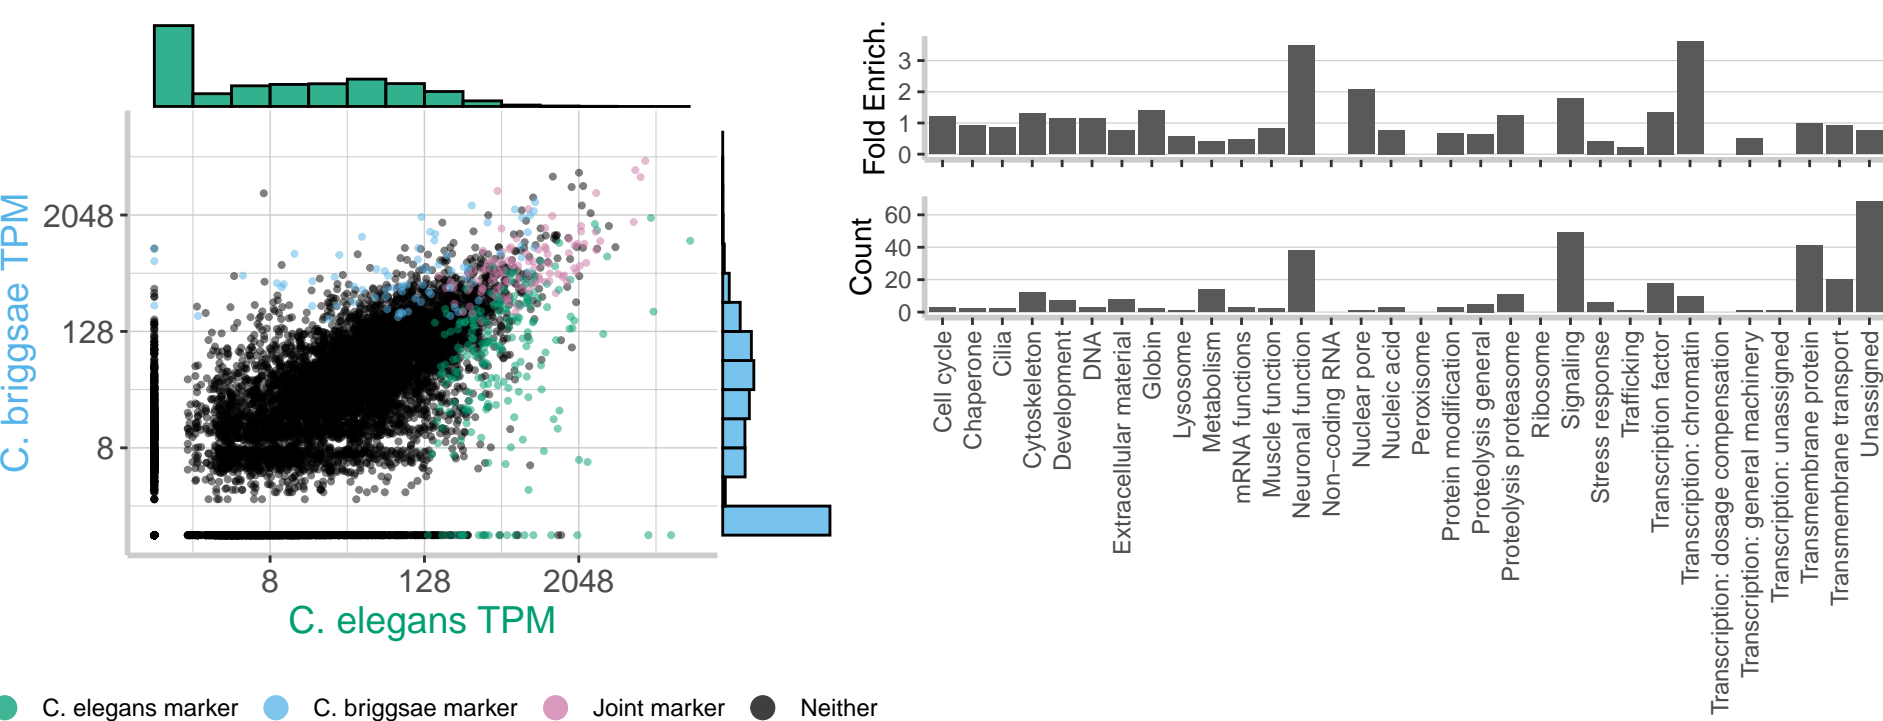 C. briggsae TPM
2048
128
8
8
128
2048
C. elegans TPM
C. elegans marker
C. briggsae marker
Joint marker
Neither
Fold Enrich.
3
2
1
0
Count
60
40
20
0
Cell cycle
Chaperone
Cilia
Cytoskeleton
Development
DNA
Extracellular material
Globin
Lysosome
Metabolism
mRNA functions
Muscle function
Neuronal function
Non−coding RNA
Nuclear pore
Nucleic acid
Peroxisome
Protein modification
Proteolysis general
Proteolysis proteasome
Ribosome
Signaling
Stress response
Trafficking
Transcription factor
Transcription: chromatin
Transcription: dosage compensation
Transcription: general machinery
Transcription: unassigned
Transmembrane protein
Transmembrane transport
Unassigned